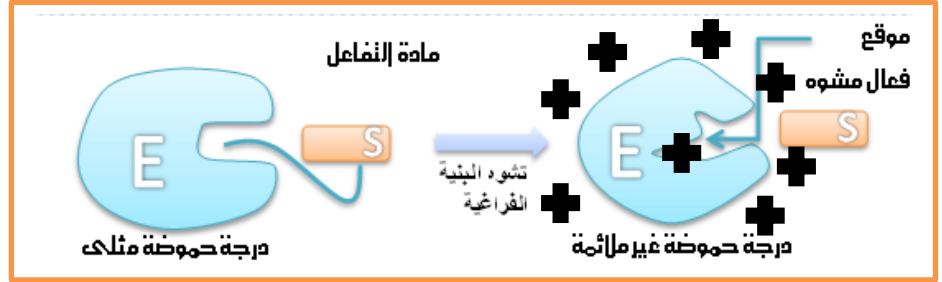 مادة التفاعل
موقع
فعال مشوه
E
S
E
S
تشوه البنية
الفراغية
درجة حموضة مثلى
درجة حموضة غير ملائمة